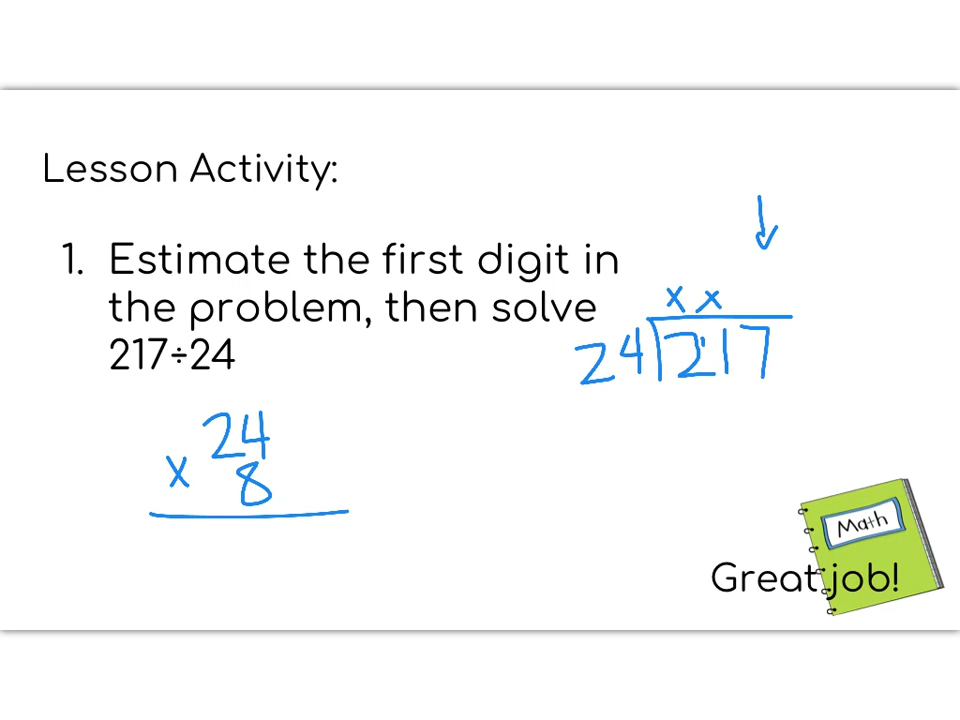 Lesson Activity:
1. Estimate the first digit in
the problem, then solve
217÷24
x x
24 217
24
x 8
Math
Great job!